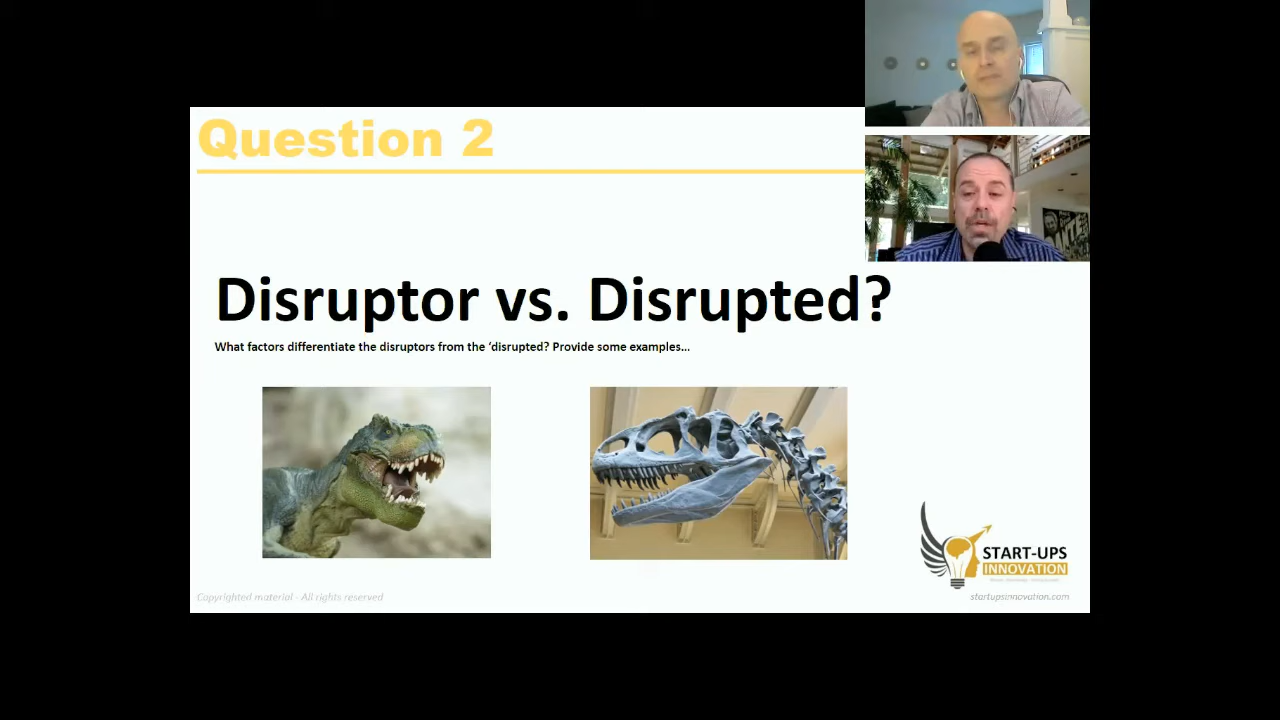 Question 2
Disruptor vs. Disrupted?
What factors differentiate the disruptors from the ‘disrupted? Provide some examples...
START-UPS
INNOVATION
Copyrighted material - All rights reserved
startupsinnovation.com